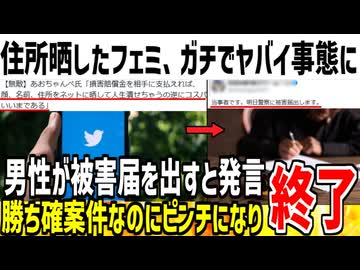 住所晒したフェミ、ガチでヤバイ事態に
【無敵】あおちゃんぺ氏「損害賠償金を相手に支払えれば、
顔、名前、住所をネットに晒して人生潰せちゃうの逆にコスパ
いいまである」
当事者です。明日警察に被害届出します。
男性が被害届を出すと発言
勝ち確案件なのにピンチになり
終了